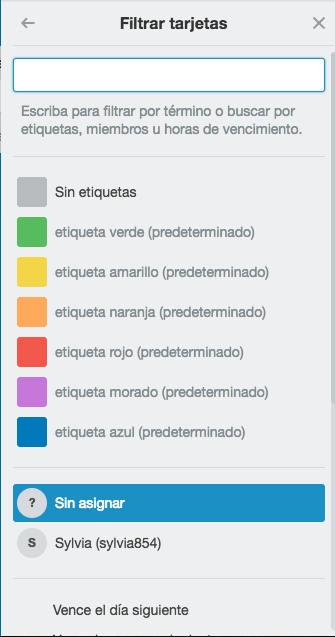 Filtrar tarjetas
Escriba para filtrar por término o buscar por
etiquetas, miembros u horas de vencimiento.
Sin etiquetas
etiqueta verde (predeterminado)
etiqueta amarillo (predeterminado)
etiqueta naranja (predeterminado)
etiqueta rojo (predeterminado)
etiqueta morado (predeterminado)
etiqueta azul (predeterminado)
? Sin asignar
S Sylvia (sylvia854)
Vence el día siguiente